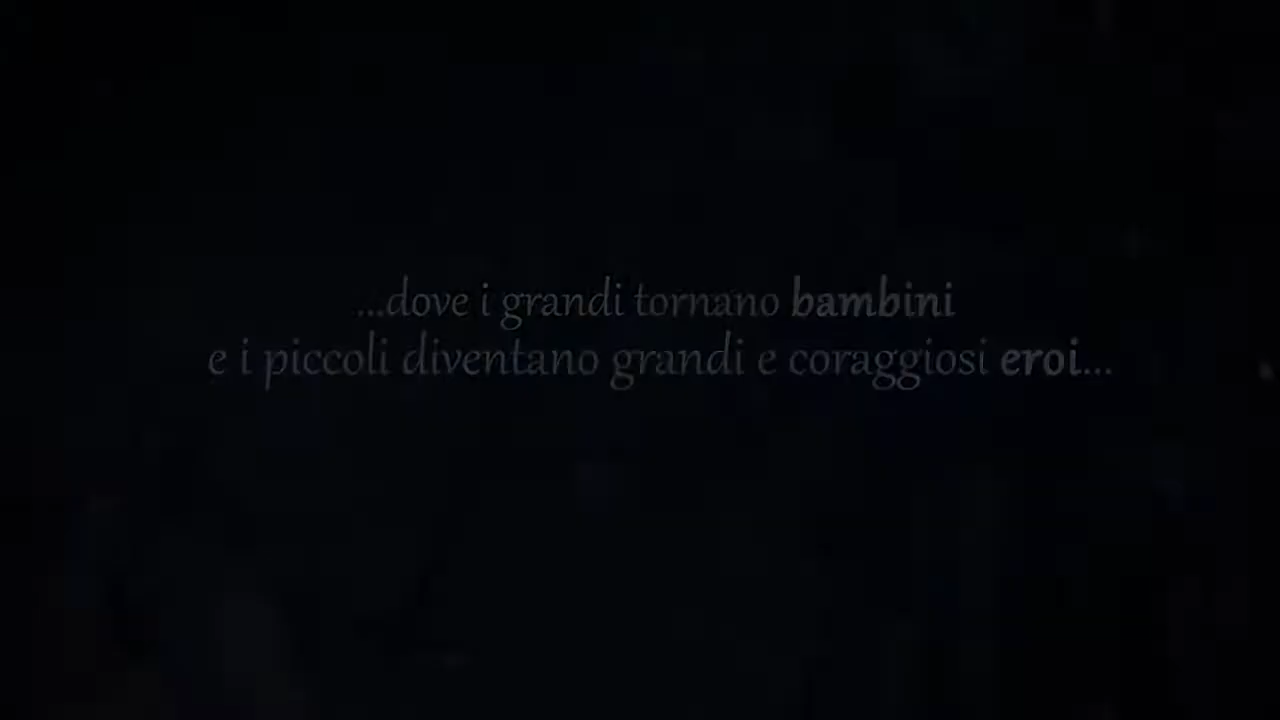 ...dove i grandi tornano bambini
e i piccoli diventano grandi e coraggiosi eroi...